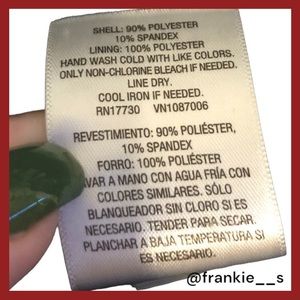 SHELL: 90% POLYESTER
10% SPANDEX
LINING: 100% POLYESTER
HAND WASH COLD WITH LIKE COLORS.
ONLY NON-CHLORINE BLEACH IF NEEDED.
LINE DRY.
COOL IRON IF NEEDED.
RN17730 VN1087006
REVESTIMIENTO: 90% POLIÉSTER,
10% SPANDEX
FORRO: 100% POLIÉSTER
VAR A MANO CON AGUA FRÍA CON
COLORES SIMILARES. SÓLO
BLANQUEADOR SIN CLORO SI ES
NECESARIO. TENDER PARA SECAR.
PLANCHAR A BAJA TEMPERATURA SI
ES NECESARIO.
@frankie__s